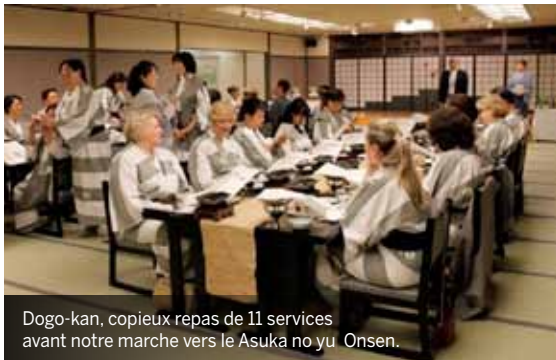 Dogo-kan, copieux repas de 11 services
avant notre marche vers le Asuka no yu Onsen.